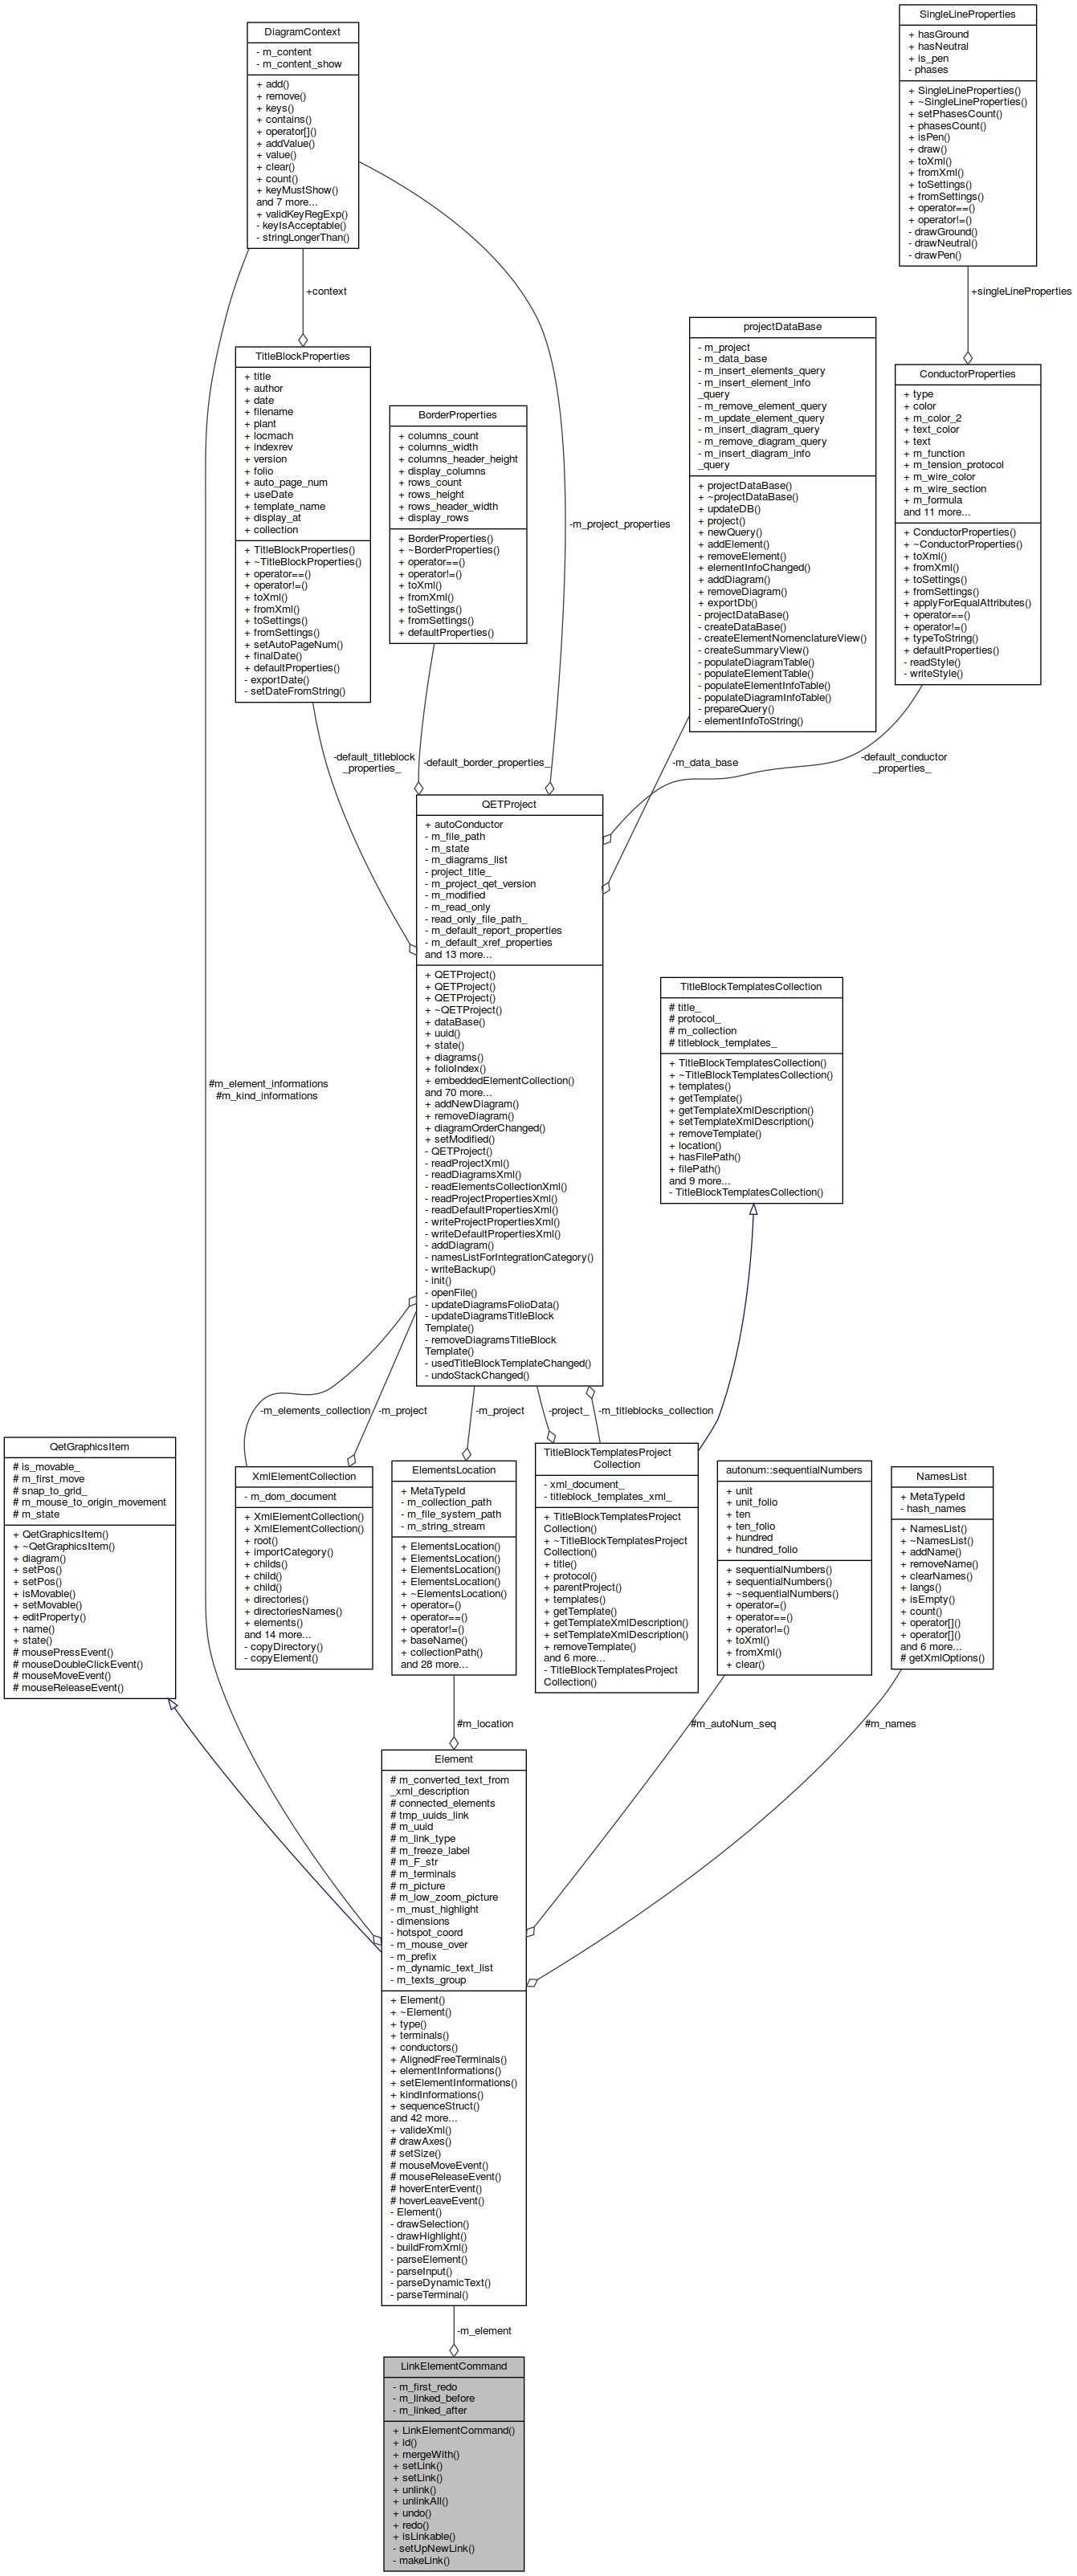 DiagramContext
- m_content
- m_content_show
+ add()
+ remove()
+ keys()
+ contains()
+ operator[]()
+ addValue()
+ value()
+ clear()
+ count()
+ keyMustShow()
and 7 more...
+ validKeyRegExp()
- keyIsAcceptable()
- stringLongerThan()
SingleLineProperties
+ hasGround
+ hasNeutral
+ is_pen
- phases
+ SingleLineProperties()
+ ~SingleLineProperties()
+ setPhasesCount()
+ phasesCount()
+ isPen()
+ draw()
+ toXml()
+ fromXml()
+ toSettings()
+ fromSettings()
+ operator==()
+ operator!=()
- drawGround()
- drawNeutral()
- drawPen()
+context
+singleLineProperties
TitleBlockProperties
+ title
+ author
+ date
+ filename
+ plant
+ locmach
+ indexrev
+ version
+ folio
+ auto_page_num
+ useDate
+ template_name
+ display_at
+ collection
+ TitleBlockProperties()
+ ~TitleBlockProperties()
+ operator==()
+ operator!=()
+ toXml()
+ fromXml()
+ toSettings()
+ fromSettings()
+ setAutoPageNum()
+ finalDate()
+ defaultProperties()
- exportDate()
- setDateFromString()
BorderProperties
+ columns_count
+ columns_width
+ columns_header_height
+ display_columns
+ rows_count
+ rows_height
+ rows_header_width
+ display_rows
+ BorderProperties()
+ ~BorderProperties()
+ operator==()
+ operator!=()
+ toXml()
+ fromXml()
+ toSettings()
+ fromSettings()
+ defaultProperties()
-m_project_properties
projectDataBase
- m_project
- m_data_base
- m_insert_elements_query
- m_insert_element_info
_query
- m_remove_element_query
- m_update_element_query
- m_insert_diagram_query
- m_remove_diagram_query
- m_insert_diagram_info
_query
+ projectDataBase()
+ ~projectDataBase()
+ updateDB()
+ project()
+ newQuery()
+ addElement()
+ removeElement()
+ elementInfoChanged()
+ addDiagram()
+ removeDiagram()
+ exportDb()
- projectDataBase()
- createDataBase()
- createElementNomenclatureView()
- createSummaryView()
- populateDiagramTable()
- populateElementTable()
- populateElementInfoTable()
- populateDiagramInfoTable()
- prepareQuery()
- elementInfoToString()
ConductorProperties
+ type
+ color
+ m_color_2
+ text_color
+ text
+ m_function
+ m_tension_protocol
+ m_wire_color
+ m_wire_section
+ m_formula
and 11 more...
+ ConductorProperties()
+ ~ConductorProperties()
+ toXml()
+ fromXml()
+ toSettings()
+ fromSettings()
+ applyForEqualAttributes()
+ operator==()
+ operator!=()
+ typeToString()
+ defaultProperties()
- readStyle()
- writeStyle()
-default_titleblock
_properties_
-default_border_properties_
-m_data_base
-default_conductor
_properties_
QETProject
+ autoConductor
- m_file_path
- m_state
- m_diagrams_list
- project_title_
- m_project_qet_version
- m_modified
- m_read_only
- read_only_file_path_
- m_default_report_properties
- m_default_xref_properties
and 13 more...
+ QETProject()
+ QETProject()
+ QETProject()
+ ~QETProject()
+ dataBase()
+ uuid()
+ state()
+ diagrams()
+ folioIndex()
+ embeddedElementCollection()
and 70 more...
+ addNewDiagram()
+ removeDiagram()
+ diagramOrderChanged()
+ setModified()
- QETProject()
- readProjectXml()
- readDiagramsXml()
- readElementsCollectionXml()
- readProjectPropertiesXml()
- readDefaultPropertiesXml()
- writeProjectPropertiesXml()
- writeDefaultPropertiesXml()
- addDiagram()
- namesListForIntegrationCategory()
- writeBackup()
- init()
- openFile()
- updateDiagramsFolioData()
- updateDiagramsTitleBlock
Template()
- removeDiagramsTitleBlock
Template()
- usedTitleBlockTemplateChanged()
- undoStackChanged()
#m_element_informations
#m_kind_informations
TitleBlockTemplatesCollection
# title_
# protocol_
# m_collection
# titleblock_templates_
+ TitleBlockTemplatesCollection()
+ ~TitleBlockTemplatesCollection()
+ templates()
+ getTemplate()
+ getTemplateXmlDescription()
+ setTemplateXmlDescription()
+ removeTemplate()
+ location()
+ hasFilePath()
+ filePath()
and 9 more...
- TitleBlockTemplatesCollection()
-m_elements_collection
-m_project
-m_project
-project_
-m_titleblocks_collection
QetGraphicsItem
# is_movable_
# m_first_move
# snap_to_grid_
# m_mouse_to_origin_movement
# m_state
+ QetGraphicsItem()
+ ~QetGraphicsItem()
+ diagram()
+ setPos()
+ setPos()
+ isMovable()
+ setMovable()
+ editProperty()
+ name()
+ state()
# mousePressEvent()
# mouseDoubleClickEvent()
# mouseMoveEvent()
# mouseReleaseEvent()
XmlElementCollection
- m_dom_document
+ XmlElementCollection()
+ XmlElementCollection()
+ root()
+ importCategory()
+ childs()
+ child()
+ child()
+ directories()
+ directoriesNames()
+ elements()
and 14 more...
- copyDirectory()
- copyElement()
ElementsLocation
+ MetaTypeId
- m_collection_path
- m_file_system_path
- m_string_stream
+ ElementsLocation()
+ ElementsLocation()
+ ElementsLocation()
+ ElementsLocation()
+ ~ElementsLocation()
+ operator=()
+ operator==()
+ operator!=()
+ baseName()
+ collectionPath()
and 28 more...
TitleBlockTemplatesProject
Collection
- xml_document_
- titleblock_templates_xml_
+ TitleBlockTemplatesProject
Collection()
+ ~TitleBlockTemplatesProject
Collection()
+ title()
+ protocol()
+ parentProject()
+ templates()
+ getTemplate()
+ getTemplateXmlDescription()
+ setTemplateXmlDescription()
+ removeTemplate()
and 6 more...
- TitleBlockTemplatesProject
Collection()
autonum::sequentialNumbers
+ unit
+ unit_folio
+ ten
+ ten_folio
+ hundred
+ hundred_folio
+ sequentialNumbers()
+ sequentialNumbers()
+ ~sequentialNumbers()
+ operator=()
+ operator==()
+ operator!=()
+ toXml()
+ fromXml()
+ clear()
NamesList
+ MetaTypeId
- hash_names
+ NamesList()
+ ~NamesList()
+ addName()
+ removeName()
+ clearNames()
+ langs()
+ isEmpty()
+ count()
+ operator[]()
+ operator[]()
and 6 more...
# getXmlOptions()
#m_location
#m_autoNum_seq
#m_names
Element
# m_converted_text_from
_xml_description
# connected_elements
# tmp_uuids_link
# m_uuid
# m_link_type
# m_freeze_label
# m_F_str
# m_terminals
# m_picture
# m_low_zoom_picture
- m_must_highlight
- dimensions
- hotspot_coord
- m_mouse_over
- m_prefix
- m_dynamic_text_list
- m_texts_group
+ Element()
+ ~Element()
+ type()
+ terminals()
+ conductors()
+ AlignedFreeTerminals()
+ elementInformations()
+ setElementInformations()
+ kindInformations()
+ sequenceStruct()
and 42 more...
+ valideXml()
# drawAxes()
# setSize()
# mouseMoveEvent()
# mouseReleaseEvent()
# hoverEnterEvent()
# hoverLeaveEvent()
- Element()
- drawSelection()
- drawHighlight()
- buildFromXml()
- parseElement()
- parseInput()
- parseDynamicText()
- parseTerminal()
-m_element
LinkElementCommand
- m_first_redo
- m_linked_before
- m_linked_after
+ LinkElementCommand()
+ id()
+ mergeWith()
+ setLink()
+ setLink()
+ unlink()
+ unlinkAll()
+ undo()
+ redo()
+ isLinkable()
- setUpNewLink()
- makeLink()